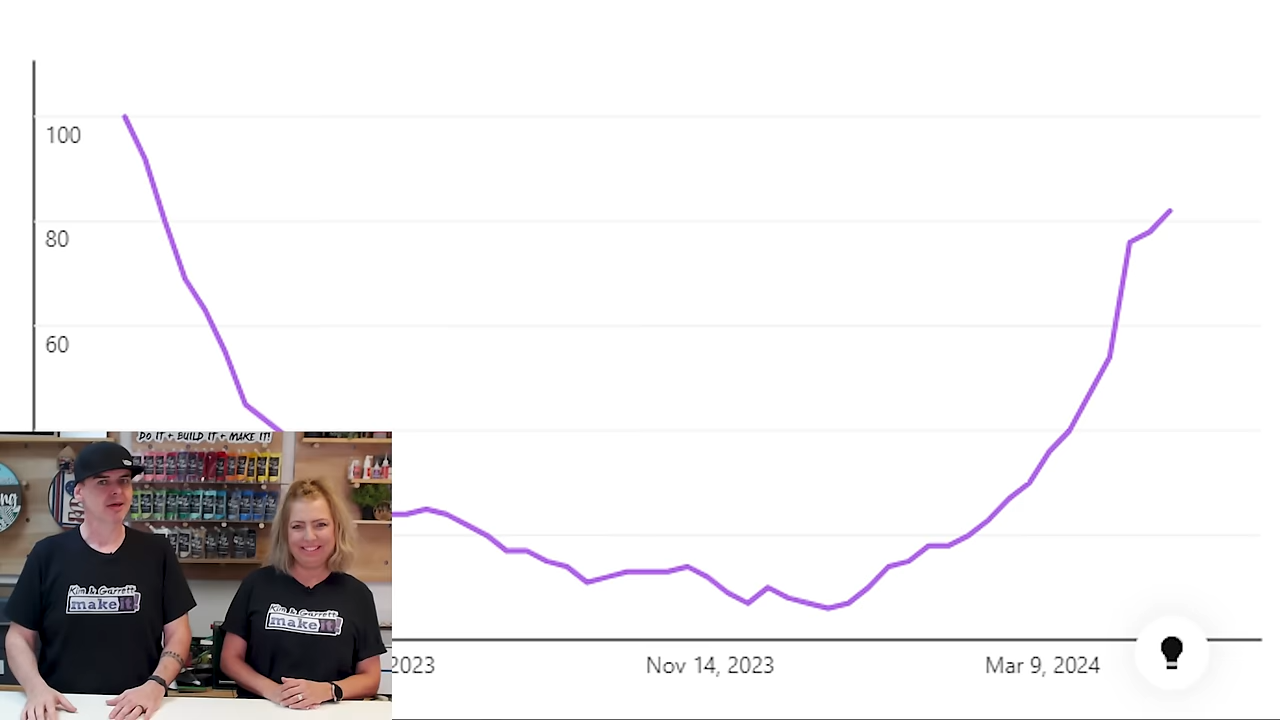 100
80
60
DO IT + BUILD IT + MAKE IT!
Kim & Garrett
make it!
Kim & Garrett
make it!
2023
Nov 14, 2023
Mar 9, 2024